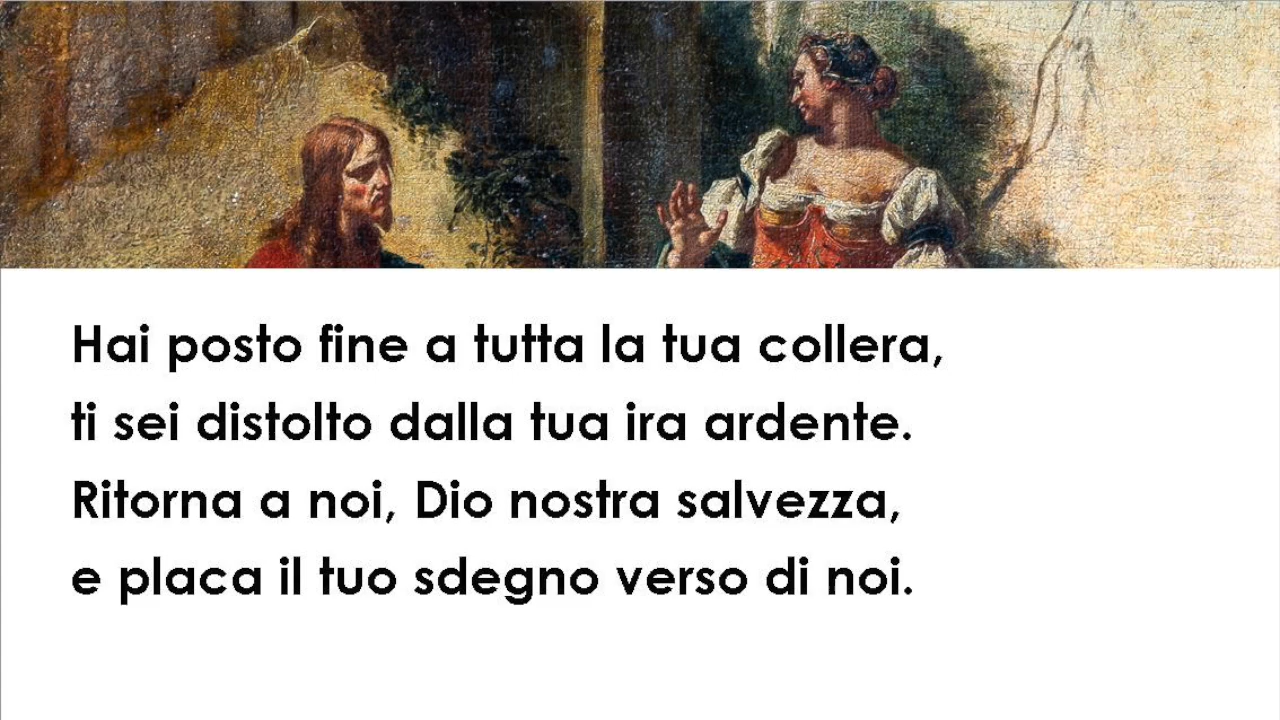 Hai posto fine a tutta la tua collera,
ti sei distolto dalla tua ira ardente.
Ritorna a noi, Dio nostra salvezza,
e placa il tuo sdegno verso di noi.